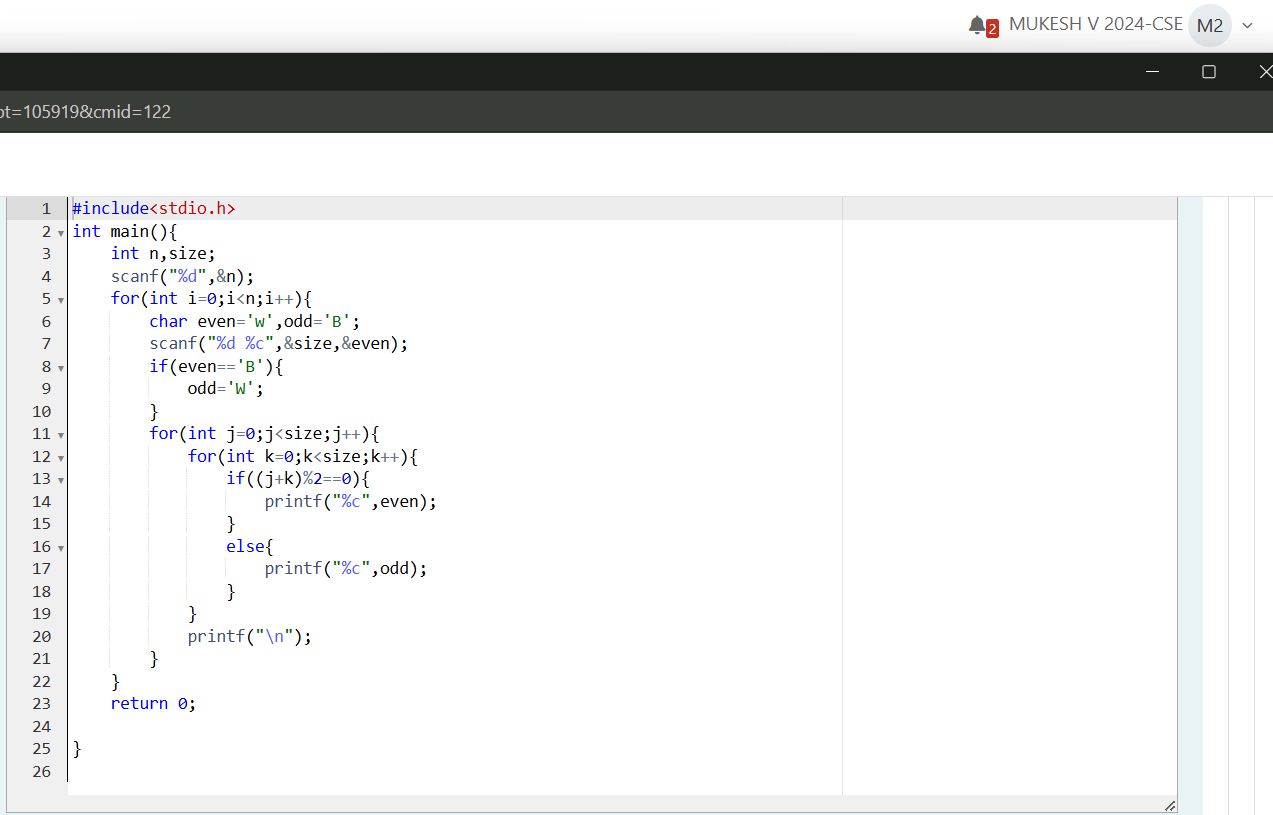 2 MUKESH V 2024-CSE M2
pt=105919&cmid=122
1 #include<stdio.h>
2 int main(){
3     int n,size;
4     scanf("%d",&n);
5     for(int i=0;i<n;i++){
6         char even='w',odd='B';
7         scanf("%d %c",&size,&even);
8         if(even=='B'){
9             odd='W';
10         }
11         for(int j=0;j<size;j++){
12             for(int k=0;k<size;k++){
13                 if((j+k)%2==0){
14                     printf("%c",even);
15                 }
16                 else{
17                     printf("%c",odd);
18                 }
19             }
20             printf("\n");
21         }
22     }
23     return 0;
24
25 }
26